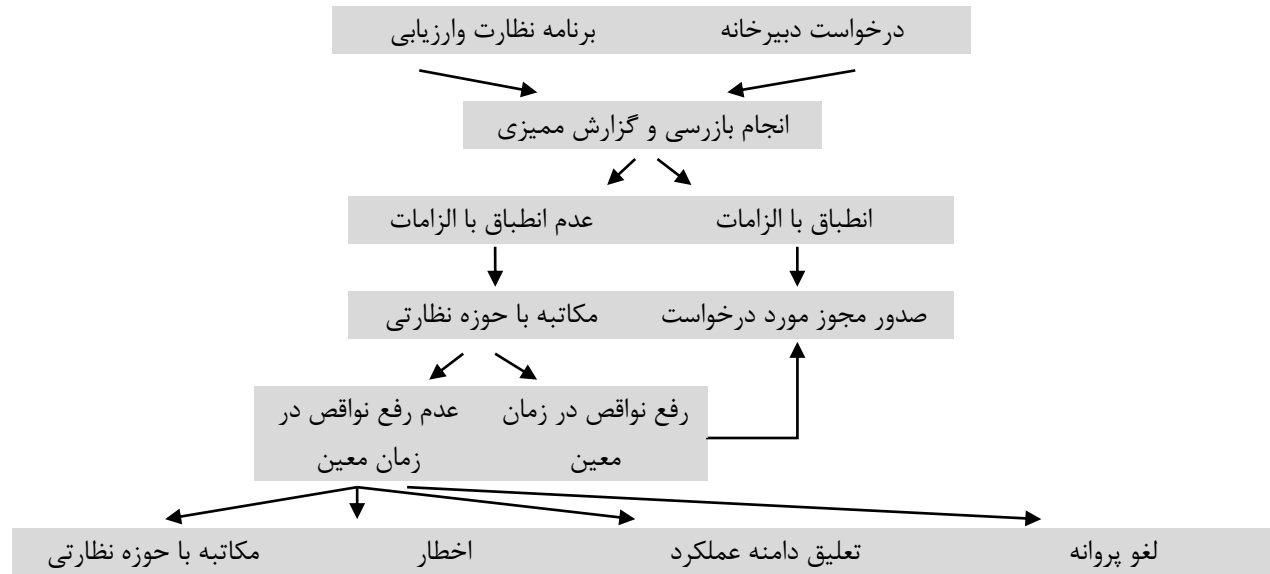 درخواست دبیرخانه
برنامه نظارت وارزیابی
انجام بازرسی و گزارش ممیزی
انطباق با الزامات
عدم انطباق با الزامات
صدور مجوز مورد درخواست
مکاتبه با حوزه نظارتی
رفع نواقص در زمان
معین
عدم رفع نواقص در
زمان معین
لغو پروانه
تعلیق دامنه عملکرد
اخطار
مکاتبه با حوزه نظارتی